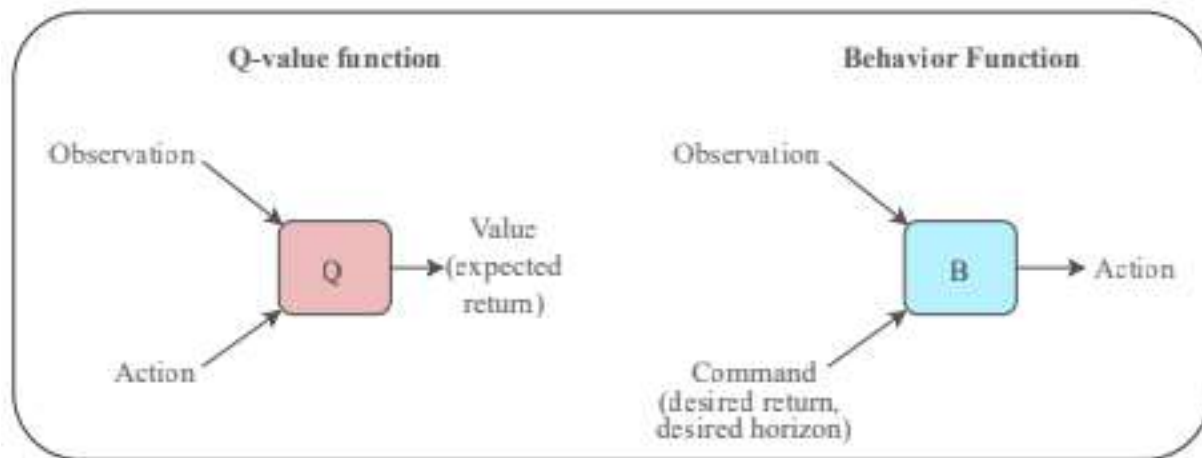 Q-value function
Observation
Q
Value
(expected
return)
Action
Behavior Function
Observation
B
Action
Command
(desired return,
desired horizon)